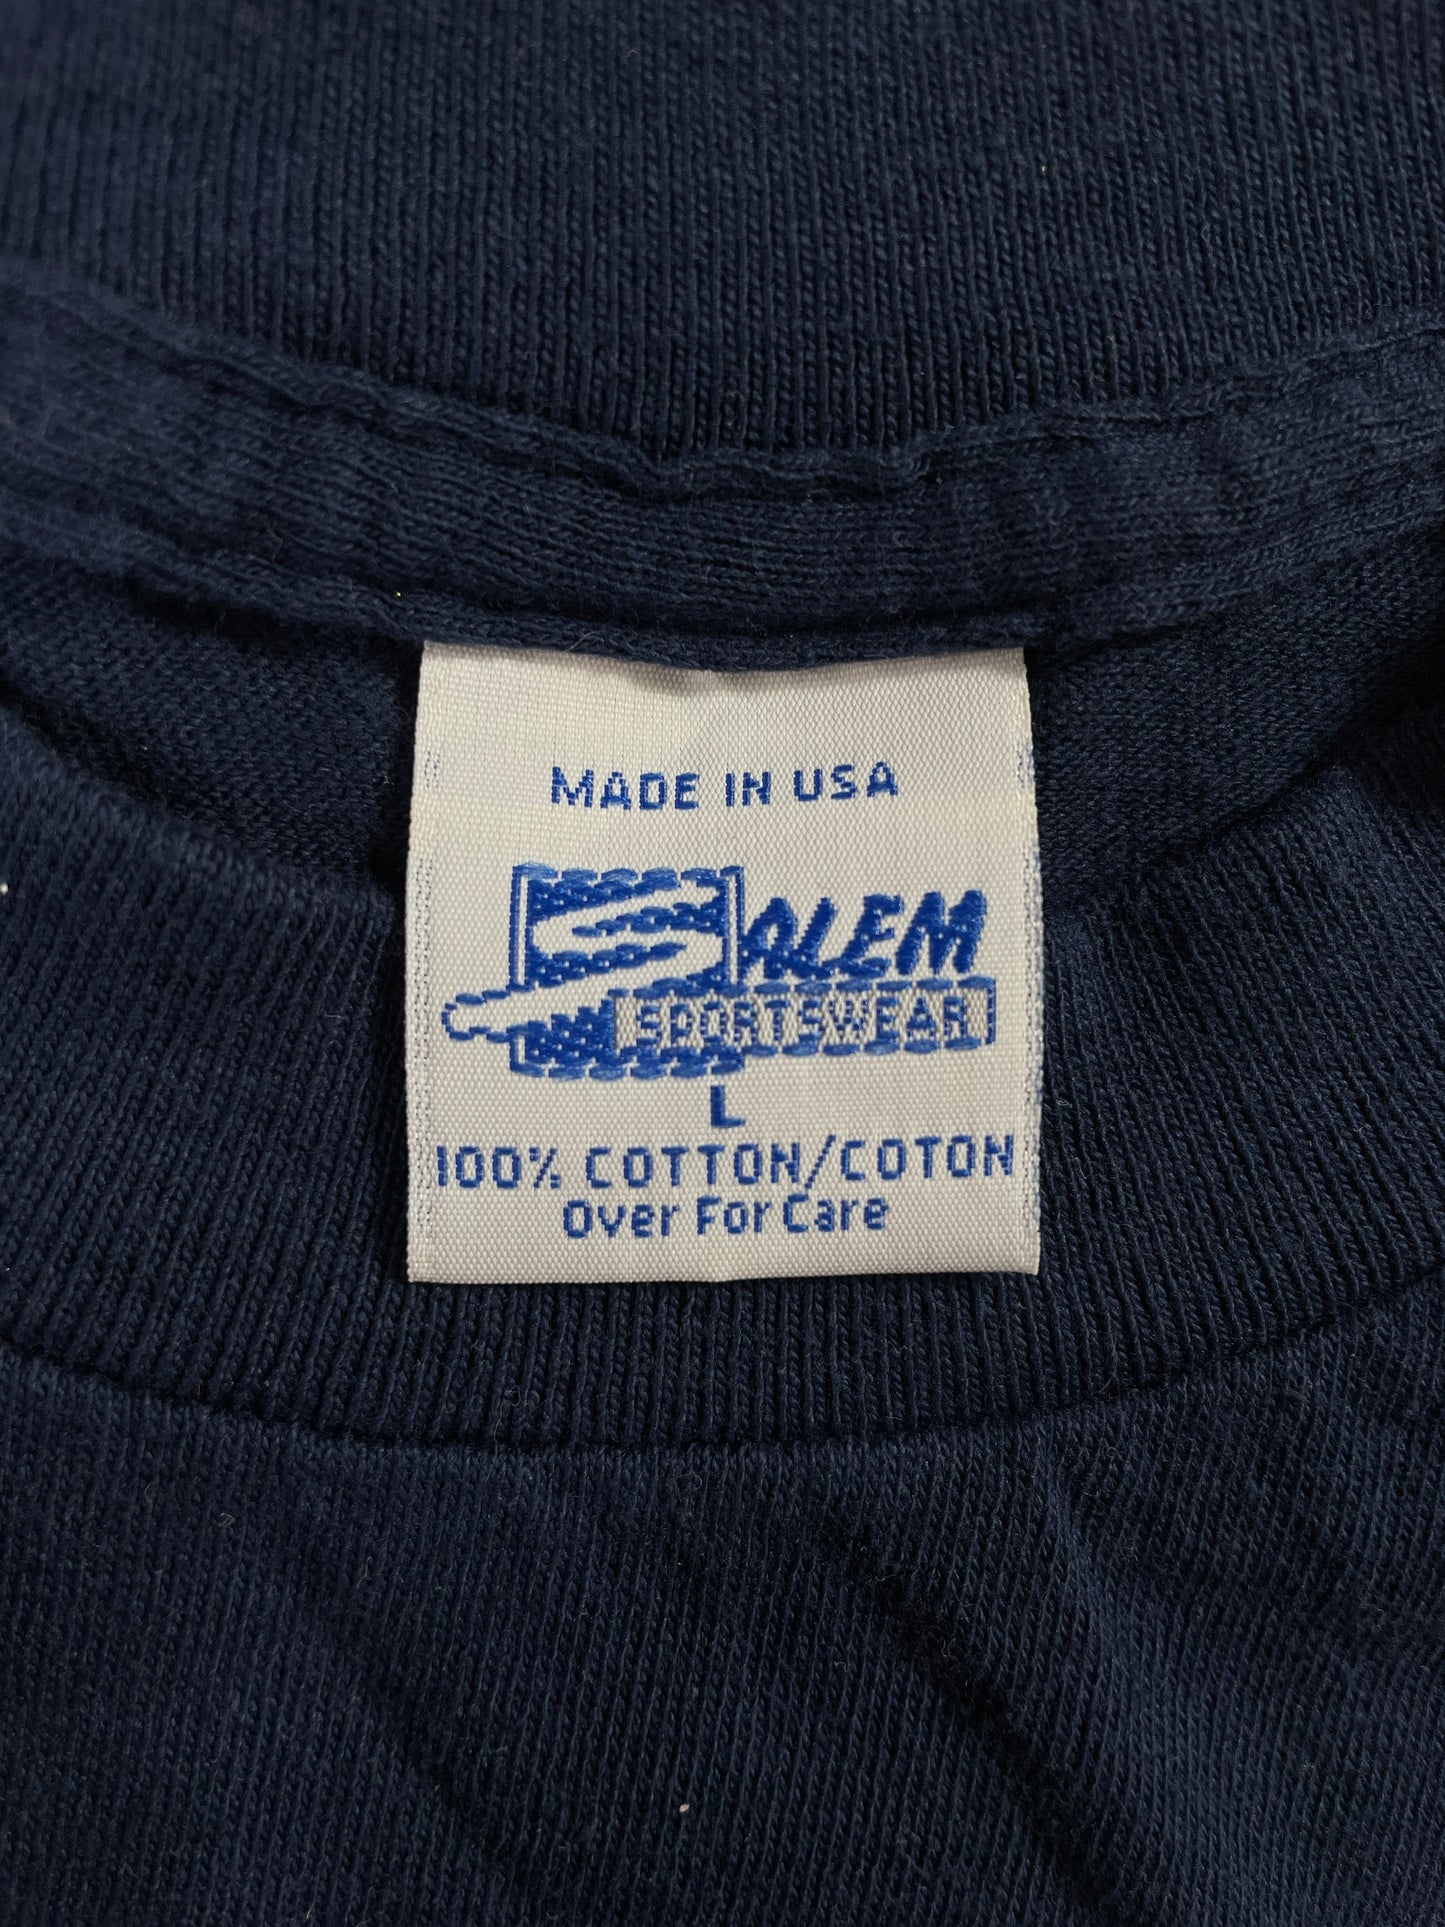 MADE IN USA
SALEM
SPORTSWEAR
L
100% COTTON/COTON
Over For Care